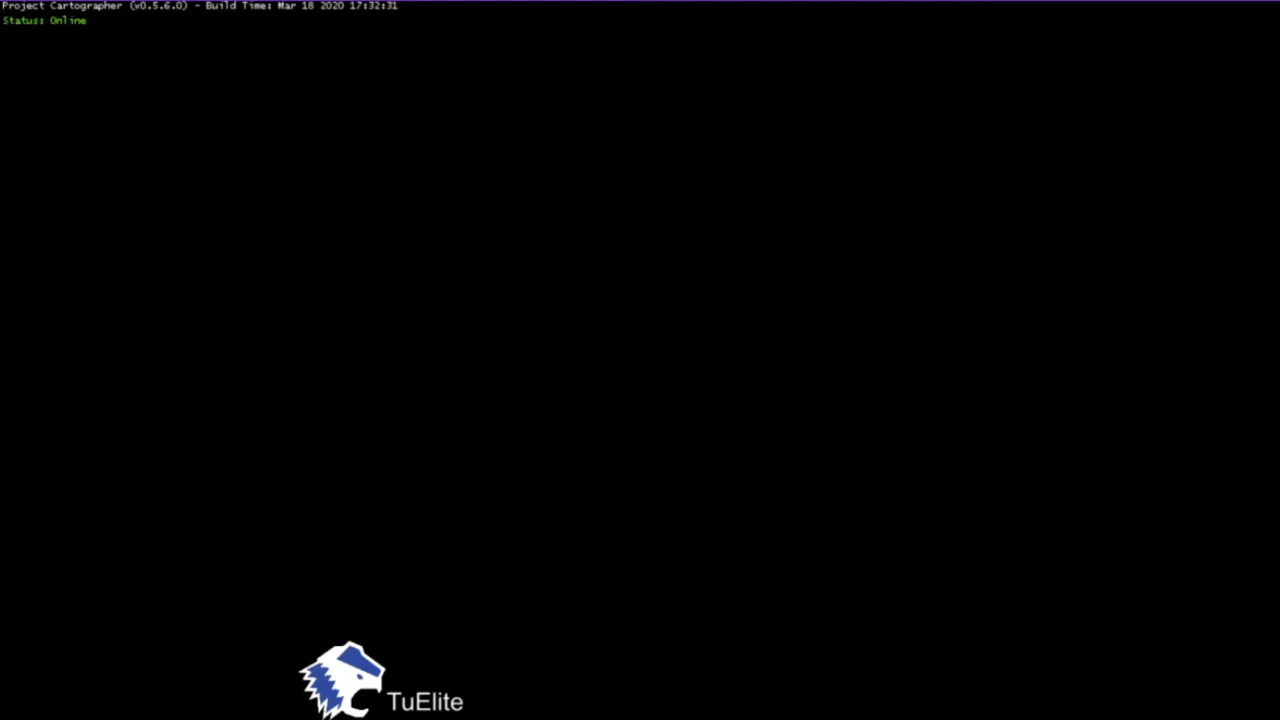 Project Cartographer (v0.5.6.0) - Build Time: Mar 18 2020 17:32:31
Status: Online
TuElite